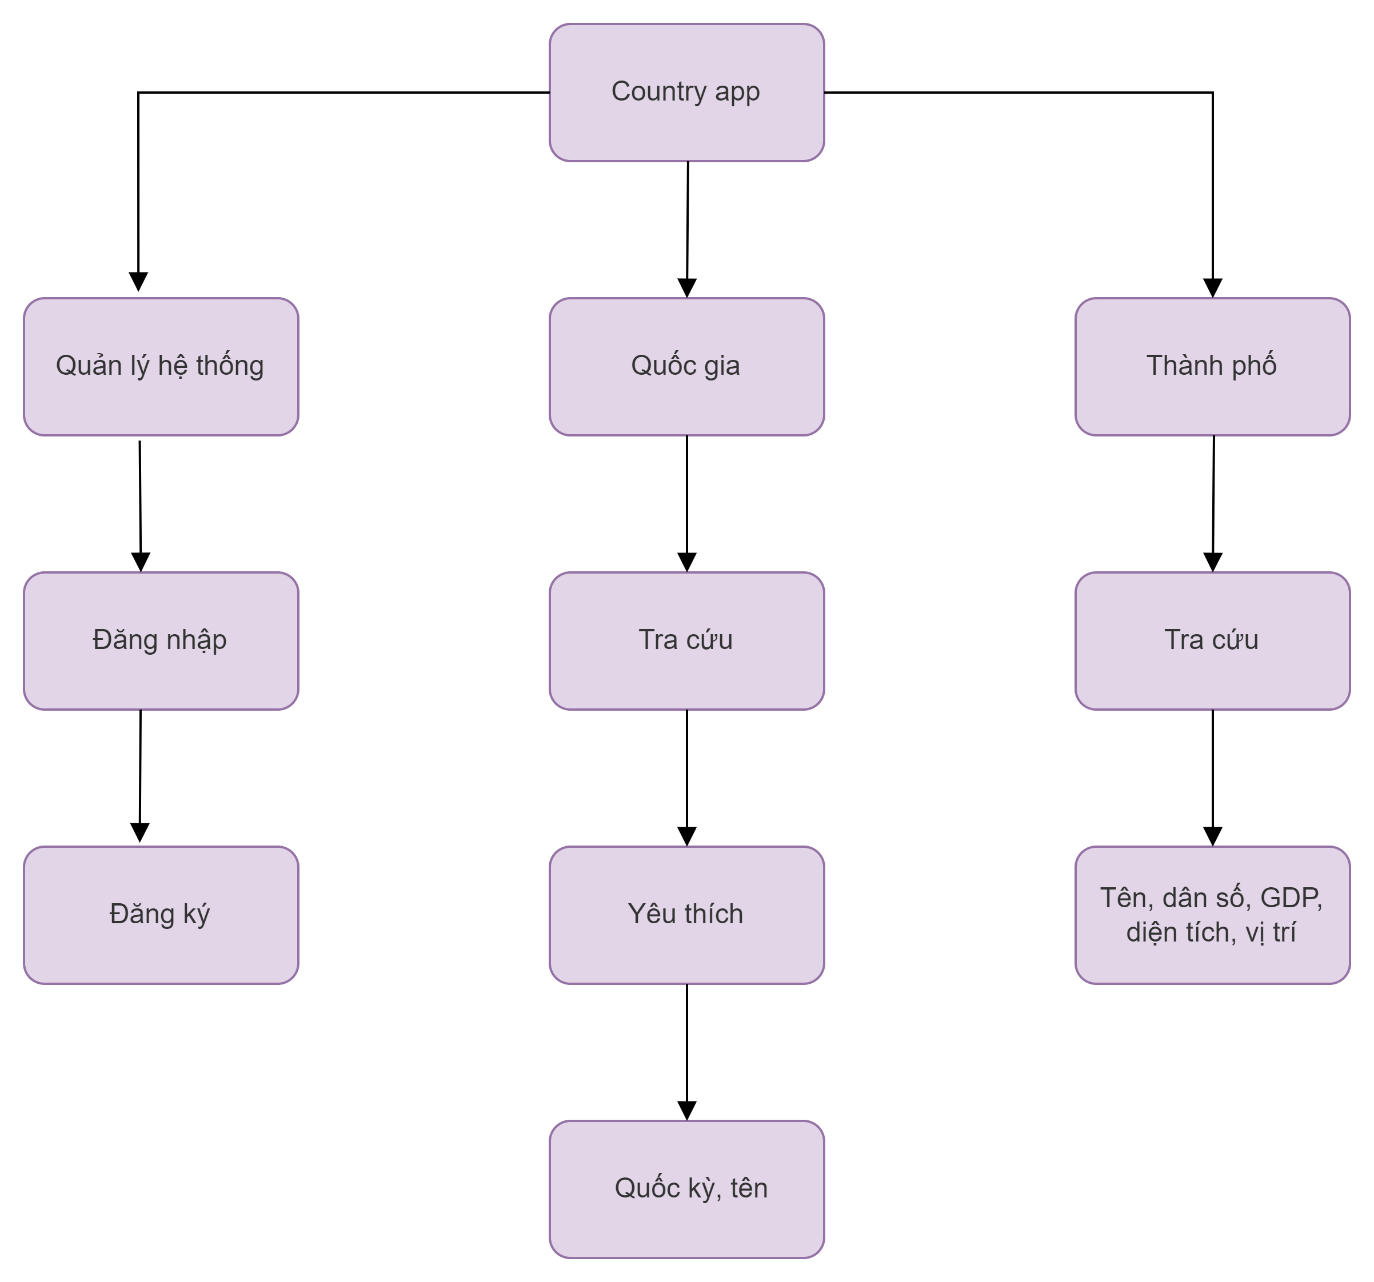 Country app
Quản lý hệ thống
Quốc gia
Thành phố
Đăng nhập
Tra cứu
Tra cứu
Đăng ký
Yêu thích
Tên, dân số, GDP,
diện tích, vị trí
Quốc kỳ, tên